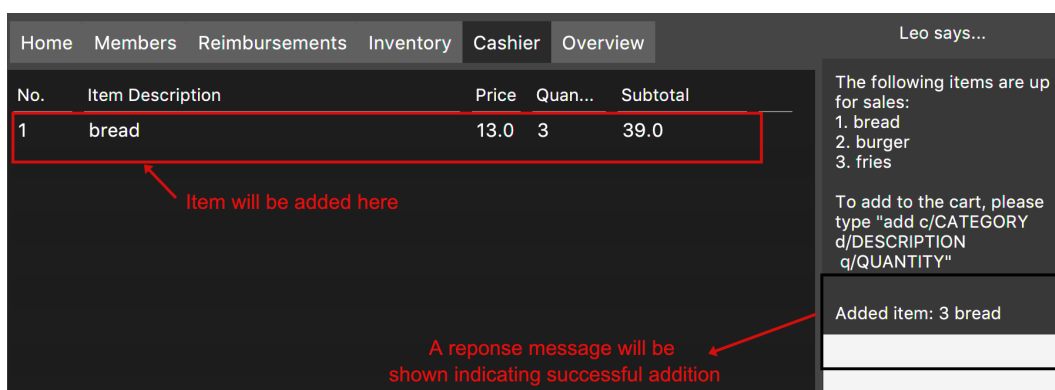 Home Members Reimbursements Inventory Cashier Overview
No. Item Description Price Quan... Subtotal
1 bread 13.0 3 39.0
Item will be added here
A reponse message will be
shown indicating successful addition
Leo says...
The following items are up
for sales:
1. bread
2. burger
3. fries
To add to the cart, please
type "add c/CATEGORY
d/DESCRIPTION
q/QUANTITY"
Added item: 3 bread